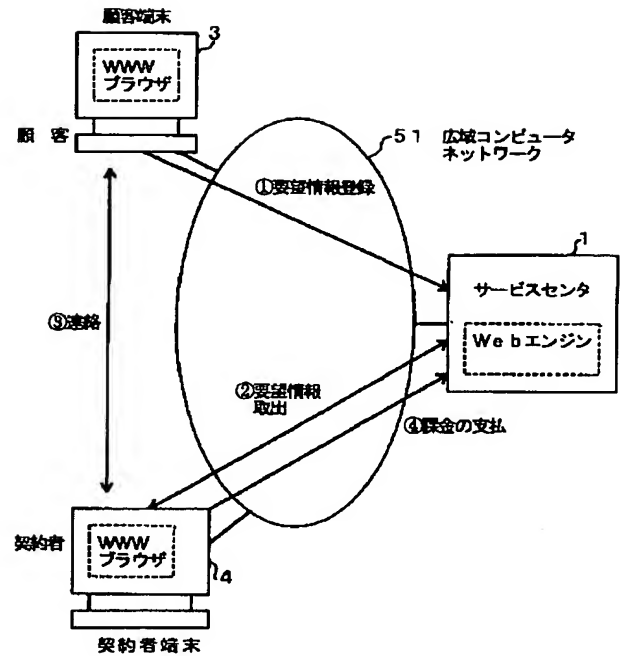 顧客端末
3
WWW
ブラウザ
顧　客
51 広域コンピュータ
ネットワーク
①要望情報登録
1
サービスセンタ
Webエンジン
③連絡
②要望情報
取出
④課金の支払
契約者
WWW
ブラウザ
4
契約者端末